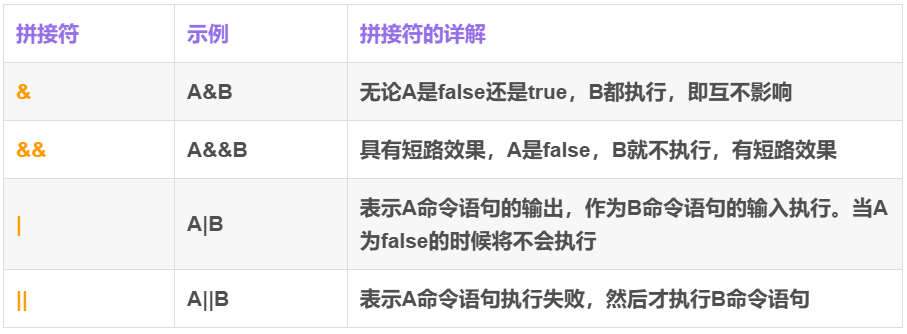 拼接符 示例 拼接符的详解
& A&B 无论A是false还是true，B都执行，即互不影响
&& A&&B 具有短路效果，A是false，B就不执行，有短路效果
| A|B 表示A命令语句的输出，作为B命令语句的输入执行。当A
为false的时候将不会执行
|| A||B 表示A命令语句执行失败，然后才执行B命令语句